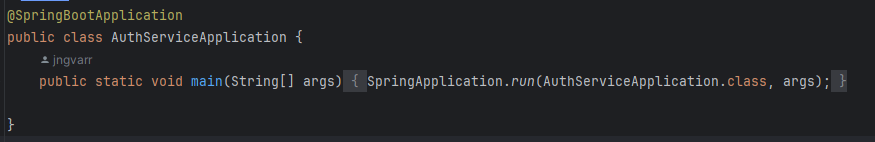 @SpringBootApplication
public class AuthServiceApplication {
jngvarr
public static void main(String[] args) { SpringApplication.run(AuthServiceApplication.class, args); }
}